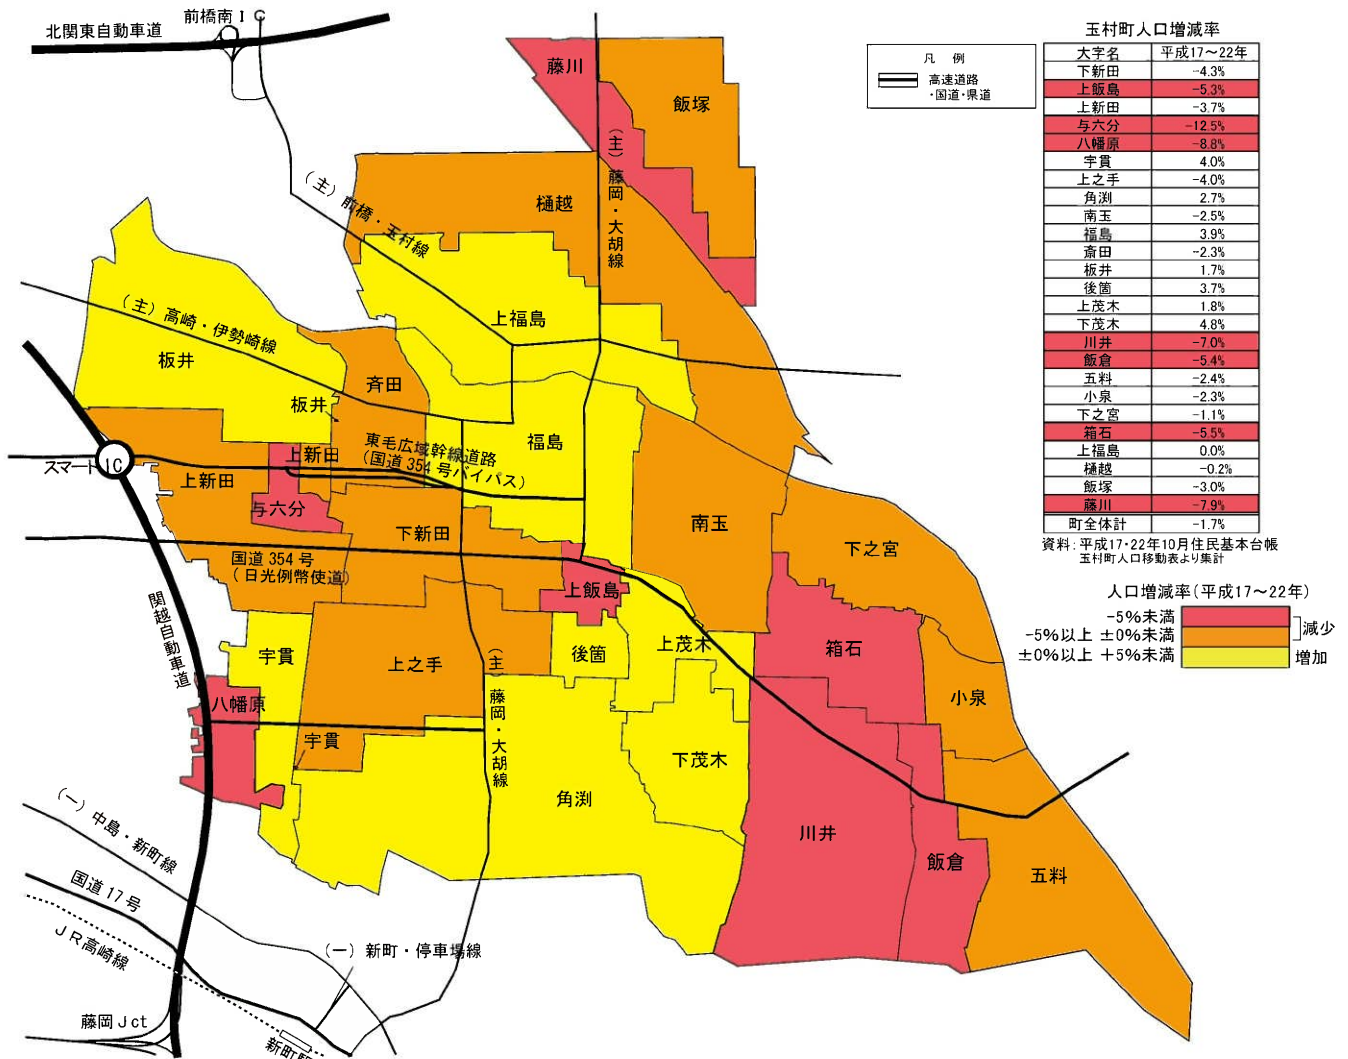 北関東自動車道
前橋南ＩＣ
藤川
飯塚
（主）藤岡・大胡線
樋越
（主）前橋・玉村線
上福島
（主）高崎・伊勢崎線
板井
斉田
板井
福島
東毛広域幹線道路
（国道354号バイパス）
スマートIC
上新田
上新田
与六分
下新田
南玉
下之宮
国道354号
（日光例幣使道）
上飯島
関越自動車道
宇貫
上之手
後箇
上茂木
箱石
小泉
八幡原
宇貫
（主）藤岡・大胡線
下茂木
角渕
川井
飯倉
五料
（一）中島・新町線
国道17号
ＪＲ高崎線
（一）新町・停車場線
藤岡Jct
凡　例
高速道路
・国道・県道
玉村町人口増減率
大字名 平成17～22年
下新田 -4.3%
上飯島 -5.3%
上新田 -3.7%
与六分 -12.5%
八幡原 -8.8%
宇貫 4.0%
上之手 -4.0%
角渕 2.7%
南玉 -2.5%
福島 3.9%
斎田 -2.3%
板井 1.7%
後箇 3.7%
上茂木 1.8%
下茂木 4.8%
川井 -7.0%
飯倉 -5.4%
五料 -2.4%
小泉 -2.3%
下之宮 -1.1%
箱石 -5.5%
上福島 0.0%
樋越 -0.2%
飯塚 -3.0%
藤川 -7.9%
町全体計 -1.7%
資料：平成17・22年10月住民基本台帳
玉村町人口移動表より集計
人口増減率（平成17～22年）
-5%未満
-5%以上 ±0%未満
±0%以上 +5%未満
減少
増加